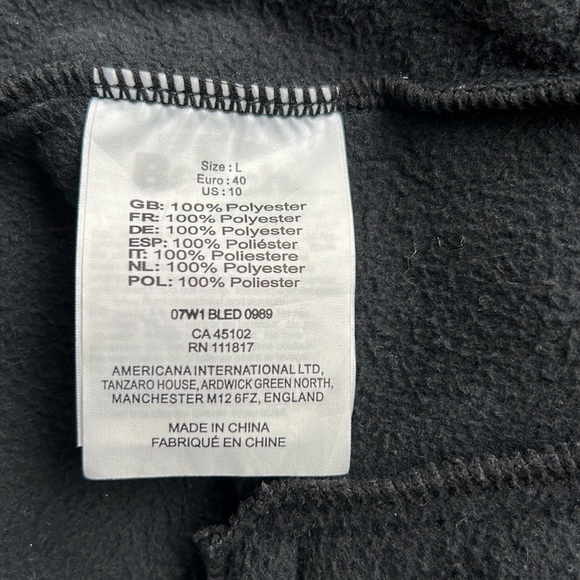 Size : L
Euro : 40
US : 10
GB: 100% Polyester
FR: 100% Polyester
DE: 100% Polyester
ESP: 100% Poliéster
IT: 100% Poliestere
NL: 100% Polyester
POL: 100% Poliester
07W1 BLED 0989
CA 45102
RN 111817
AMERICANA INTERNATIONAL LTD,
TANZARO HOUSE, ARDWICK GREEN NORTH,
MANCHESTER M12 6FZ, ENGLAND
MADE IN CHINA
FABRIQUÉ EN CHINE